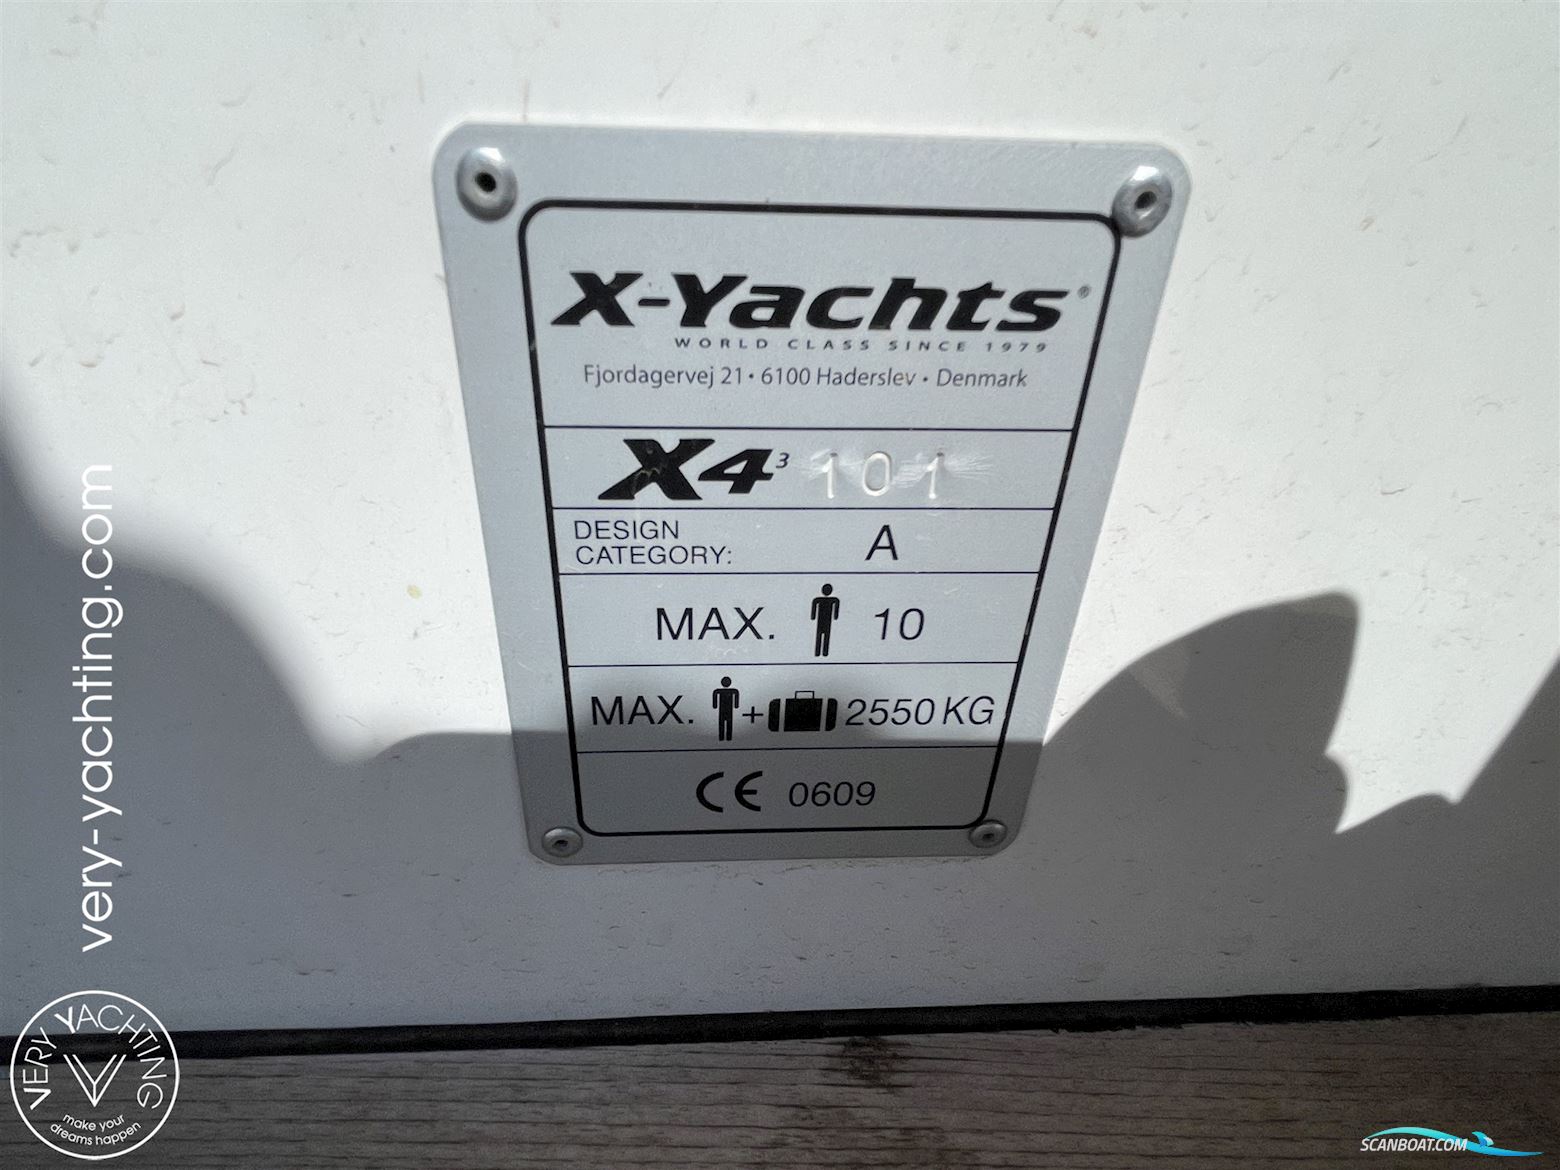 X-Yachts®
WORLD CLASS SINCE 1979
Fjordagervej 21 • 6100 Haderslev • Denmark
X4³ 101
DESIGN
CATEGORY: A
MAX. 10
MAX. + 2550 KG
CE 0609
very-yachting.com
VERY YACHTING
make your
dreams happen
SCANBOAT.COM